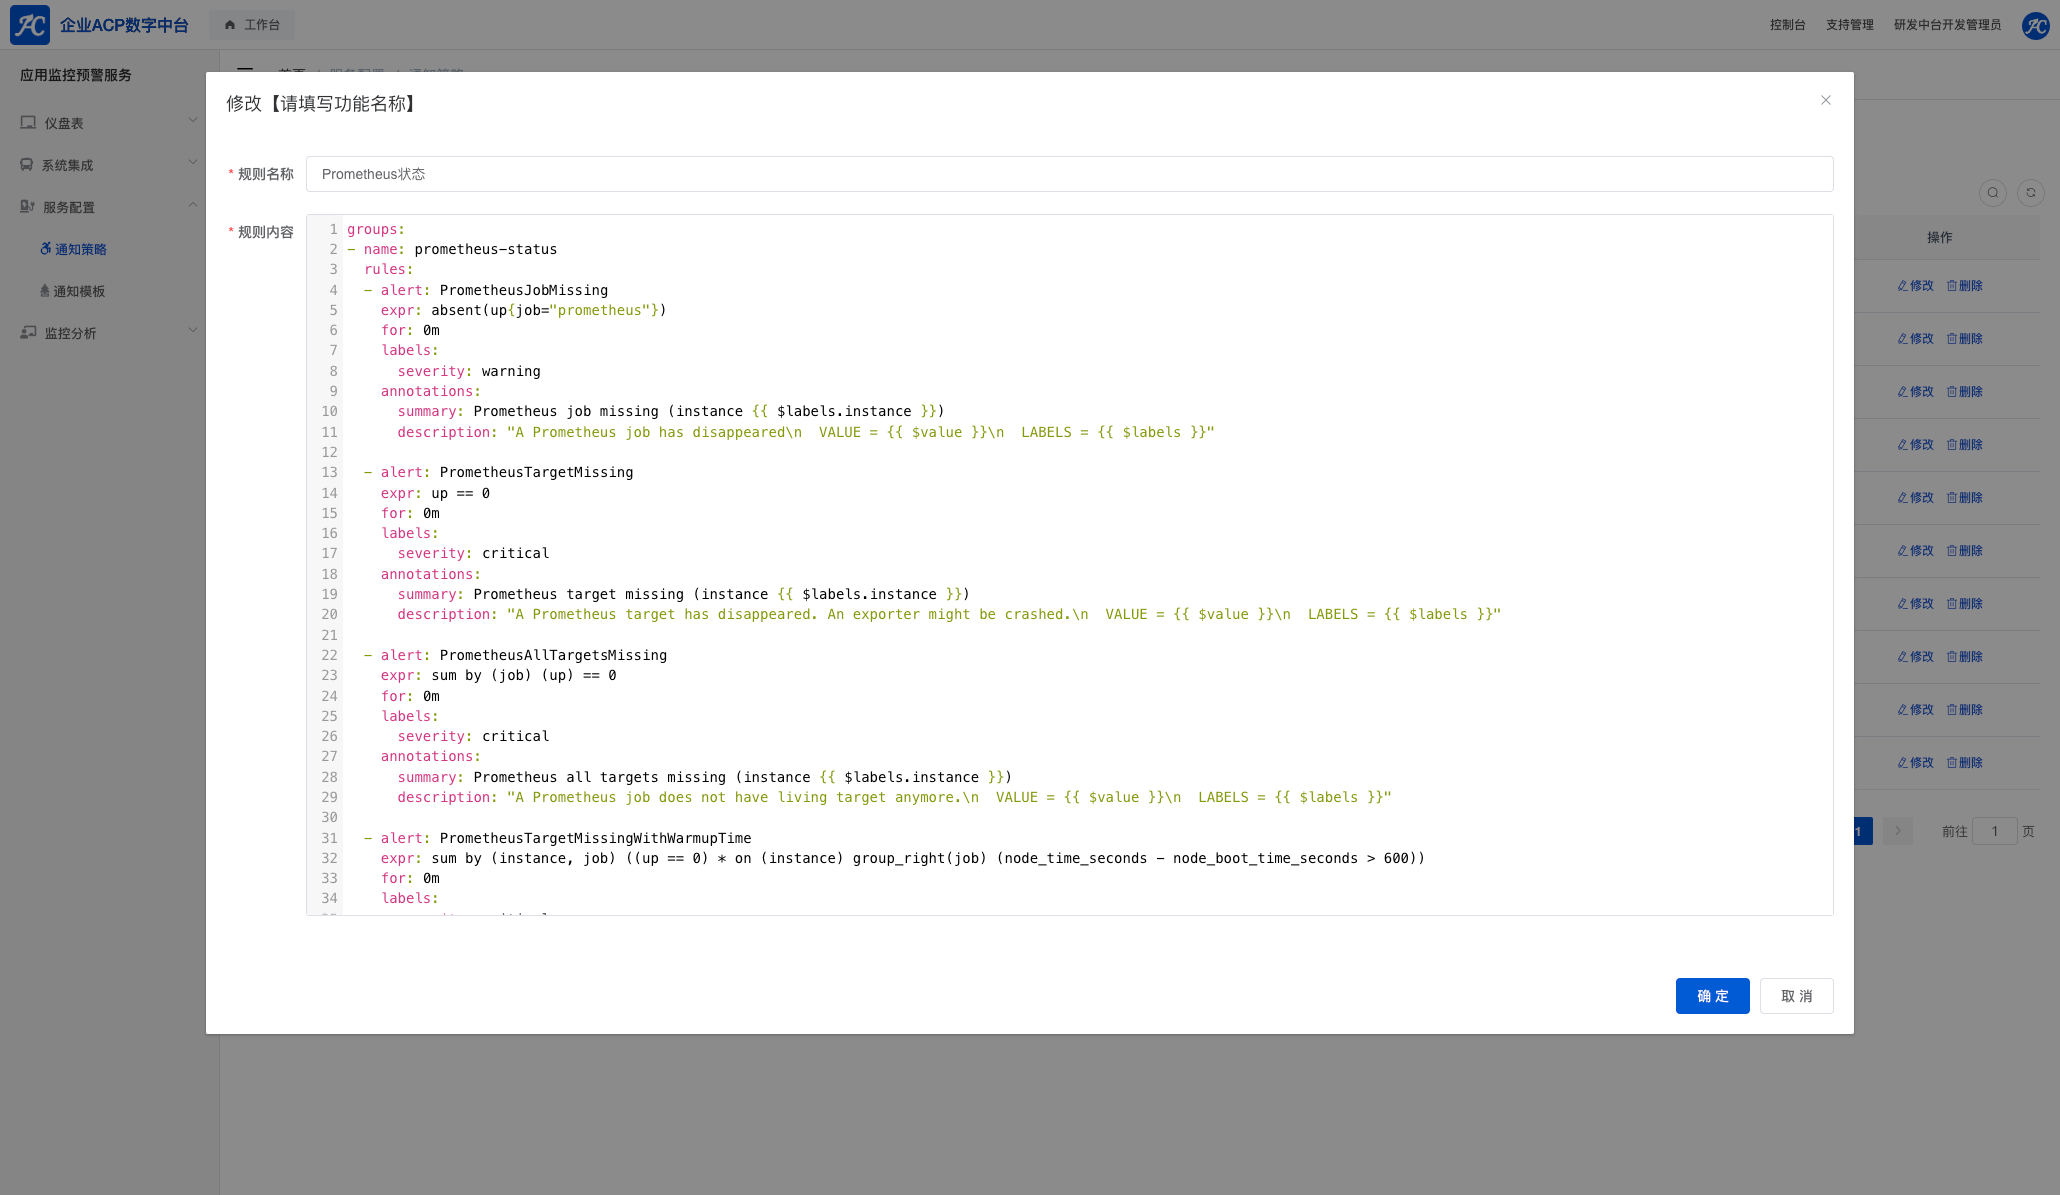 企业ACP数字中台
工作台
控制台
支持管理
研发中台开发管理员
应用监控预警服务
仪盘表
系统集成
服务配置
通知策略
通知模板
监控分析
首页 / 服务配置 / 通知策略
修改【请填写功能名称】
* 规则名称
Prometheus状态
* 规则内容
1 groups:
2 - name: prometheus-status
3   rules:
4   - alert: PrometheusJobMissing
5     expr: absent(up{job="prometheus"})
6     for: 0m
7     labels:
8       severity: warning
9     annotations:
10       summary: Prometheus job missing (instance {{ $labels.instance }})
11       description: "A Prometheus job has disappeared\n  VALUE = {{ $value }}\n  LABELS = {{ $labels }}"
12
13   - alert: PrometheusTargetMissing
14     expr: up == 0
15     for: 0m
16     labels:
17       severity: critical
18     annotations:
19       summary: Prometheus target missing (instance {{ $labels.instance }})
20       description: "A Prometheus target has disappeared. An exporter might be crashed.\n  VALUE = {{ $value }}\n  LABELS = {{ $labels }}"
21
22   - alert: PrometheusAllTargetsMissing
23     expr: sum by (job) (up) == 0
24     for: 0m
25     labels:
26       severity: critical
27     annotations:
28       summary: Prometheus all targets missing (instance {{ $labels.instance }})
29       description: "A Prometheus job does not have living target anymore.\n  VALUE = {{ $value }}\n  LABELS = {{ $labels }}"
30
31   - alert: PrometheusTargetMissingWithWarmupTime
32     expr: sum by (instance, job) ((up == 0) * on (instance) group_right(job) (node_time_seconds - node_boot_time_seconds > 600))
33     for: 0m
34     labels:
确 定
取 消
操作
修改 删除
修改 删除
修改 删除
修改 删除
修改 删除
修改 删除
修改 删除
修改 删除
修改 删除
修改 删除
1
前往 1 页